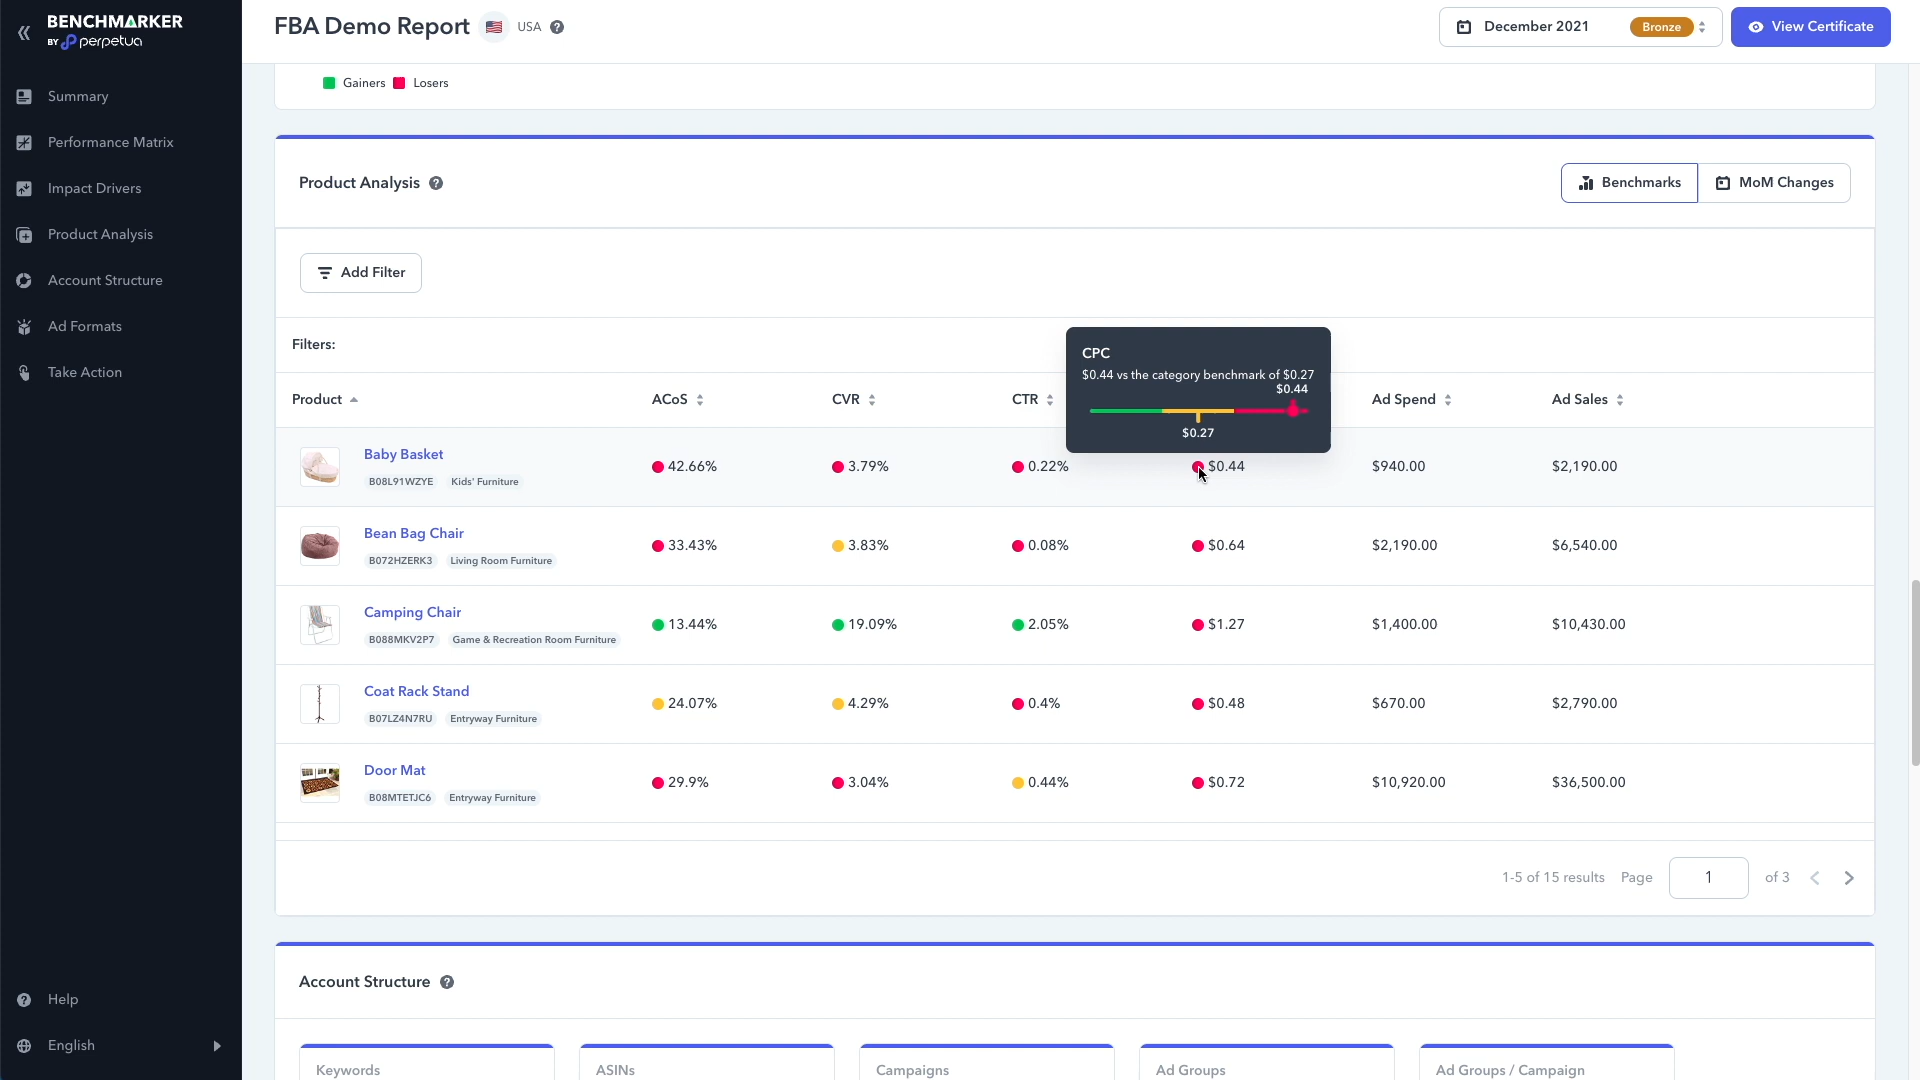 BENCHMARKER
BY perpetua
Summary
Performance Matrix
Impact Drivers
Product Analysis
Account Structure
Ad Formats
Take Action
Help
English
FBA Demo Report USA ?
December 2021 Bronze
View Certificate
Gainers Losers
Product Analysis ?
Benchmarks MoM Changes
Add Filter
Filters:
CPC
$0.44 vs the category benchmark of $0.27
$0.44
$0.27
Product ACoS CVR CTR Ad Spend Ad Sales
Baby Basket
B08L91WZYE Kids' Furniture
42.66% 3.79% 0.22% $0.44 $940.00 $2,190.00
Bean Bag Chair
B072HZERK3 Living Room Furniture
33.43% 3.83% 0.08% $0.64 $2,190.00 $6,540.00
Camping Chair
B088MKV2P7 Game & Recreation Room Furniture
13.44% 19.09% 2.05% $1.27 $1,400.00 $10,430.00
Coat Rack Stand
B07LZ4N7RU Entryway Furniture
24.07% 4.29% 0.4% $0.48 $670.00 $2,790.00
Door Mat
B08MTETJC6 Entryway Furniture
29.9% 3.04% 0.44% $0.72 $10,920.00 $36,500.00
1-5 of 15 results Page 1 of 3
Account Structure ?
Keywords ASINs Campaigns Ad Groups Ad Groups / Campaign